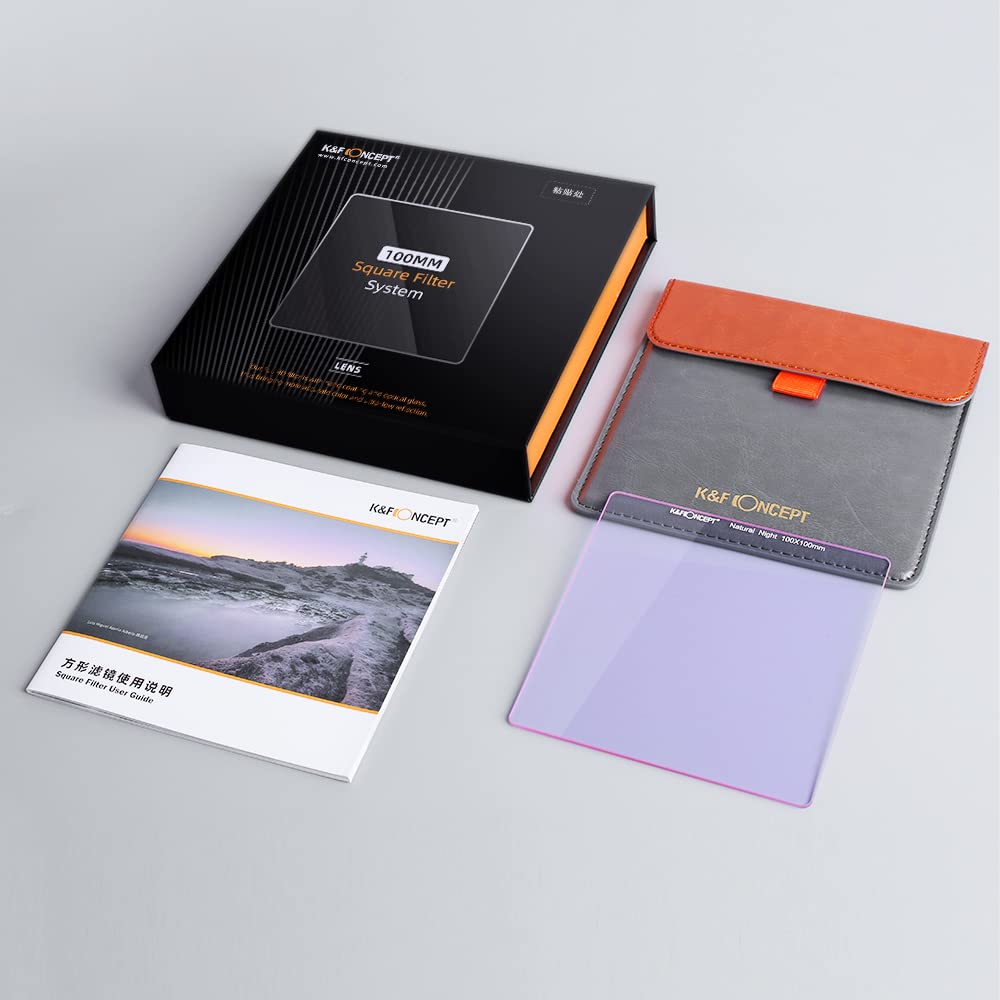 K&F CONCEPT®
www.kfconcept.com
粘贴处
100MM
Square Filter
System
LENS
K&F CONCEPT®
方形滤镜使用说明
Square Filter User Guide
K&F CONCEPT
K&F CONCEPT® Natural Night 100X100mm